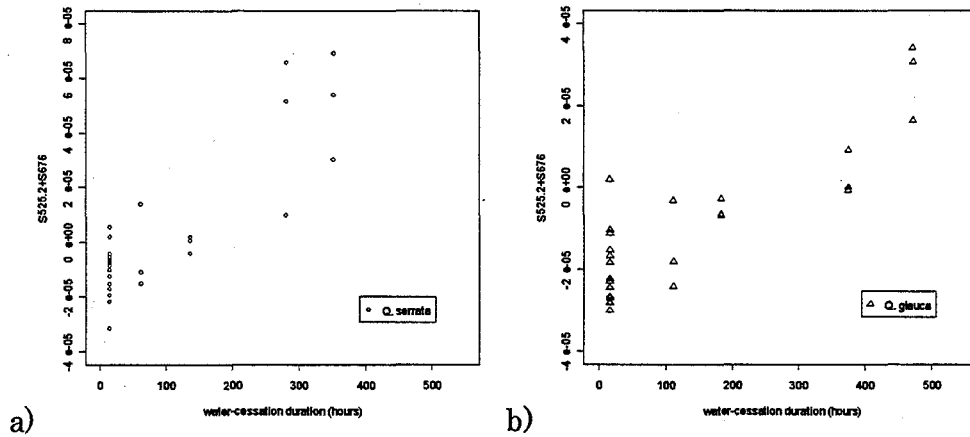 8 e-05
6 e-05
4 e-05
2 e-05
0 e+00
-2 e-05
-4 e-05
S525.2+S676
Q. serrata
0 100 200 300 400 500
water-cessation duration (hours)
a)
4 e-05
2 e-05
0 e+00
-2 e-05
-4 e-05
S525.2+S676
Q. glauca
0 100 200 300 400 500
water-cessation duration (hours)
b)